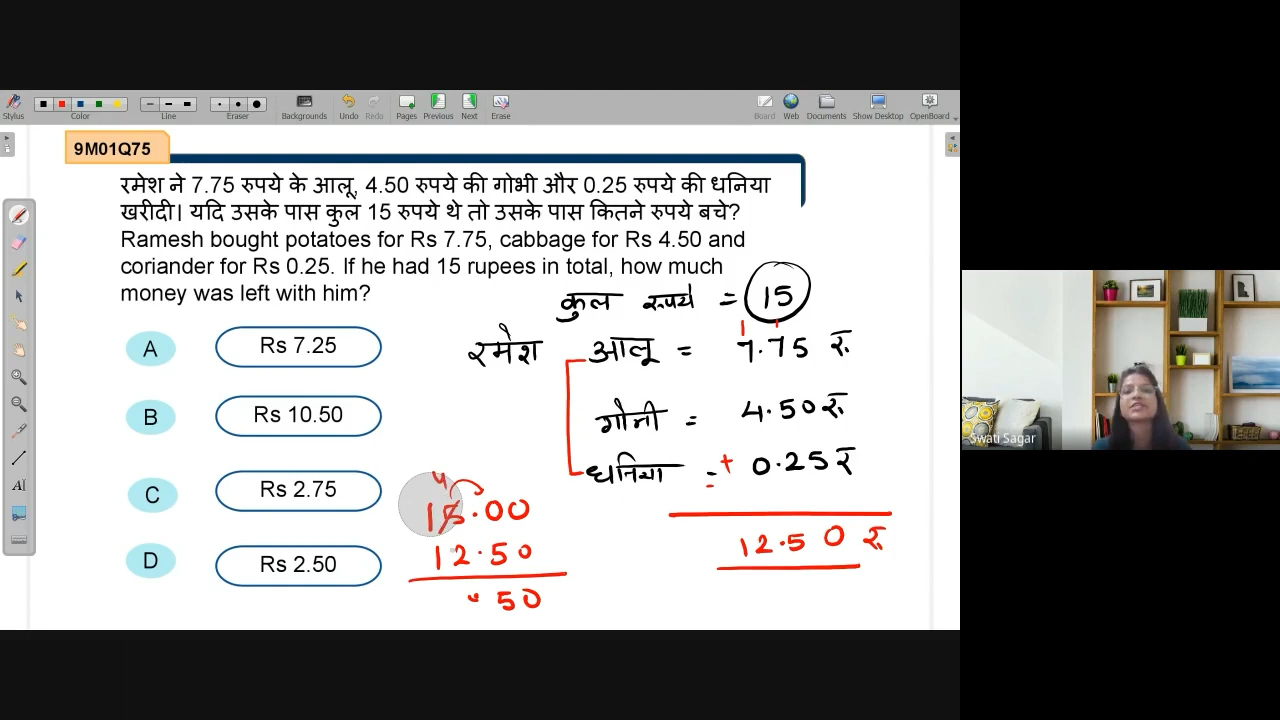 Stylus Color Line Eraser Backgrounds Undo Redo Pages Previous Next Erase Board Web Documents Show Desktop OpenBoard
9M01Q75
रमेश ने 7.75 रुपये के आलू, 4.50 रुपये की गोभी और 0.25 रुपये की धनिया
खरीदी। यदि उसके पास कुल 15 रुपये थे तो उसके पास कितने रुपये बचे?
Ramesh bought potatoes for Rs 7.75, cabbage for Rs 4.50 and
coriander for Rs 0.25. If he had 15 rupees in total, how much
money was left with him?
कुल रुपये = 15
A Rs 7.25
रमेश आलू = 7.75 रु.
B Rs 10.50
गोभी = 4.50 रु.
धनिया = + 0.25 रु
C Rs 2.75
4
15.00
12.50 रु.
12.50
D Rs 2.50
.50
Swati Sagar